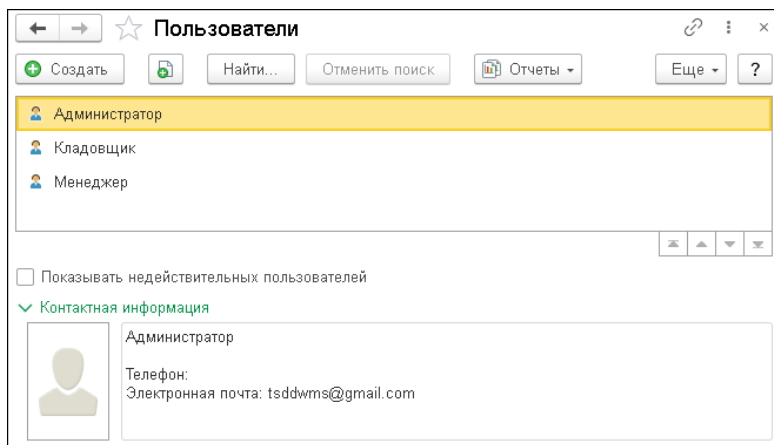 Пользователи
Создать Найти... Отменить поиск Отчеты Еще ?
Администратор
Кладовщик
Менеджер
Показывать недействительных пользователей
Контактная информация
Администратор
Телефон:
Электронная почта: tsddwms@gmail.com